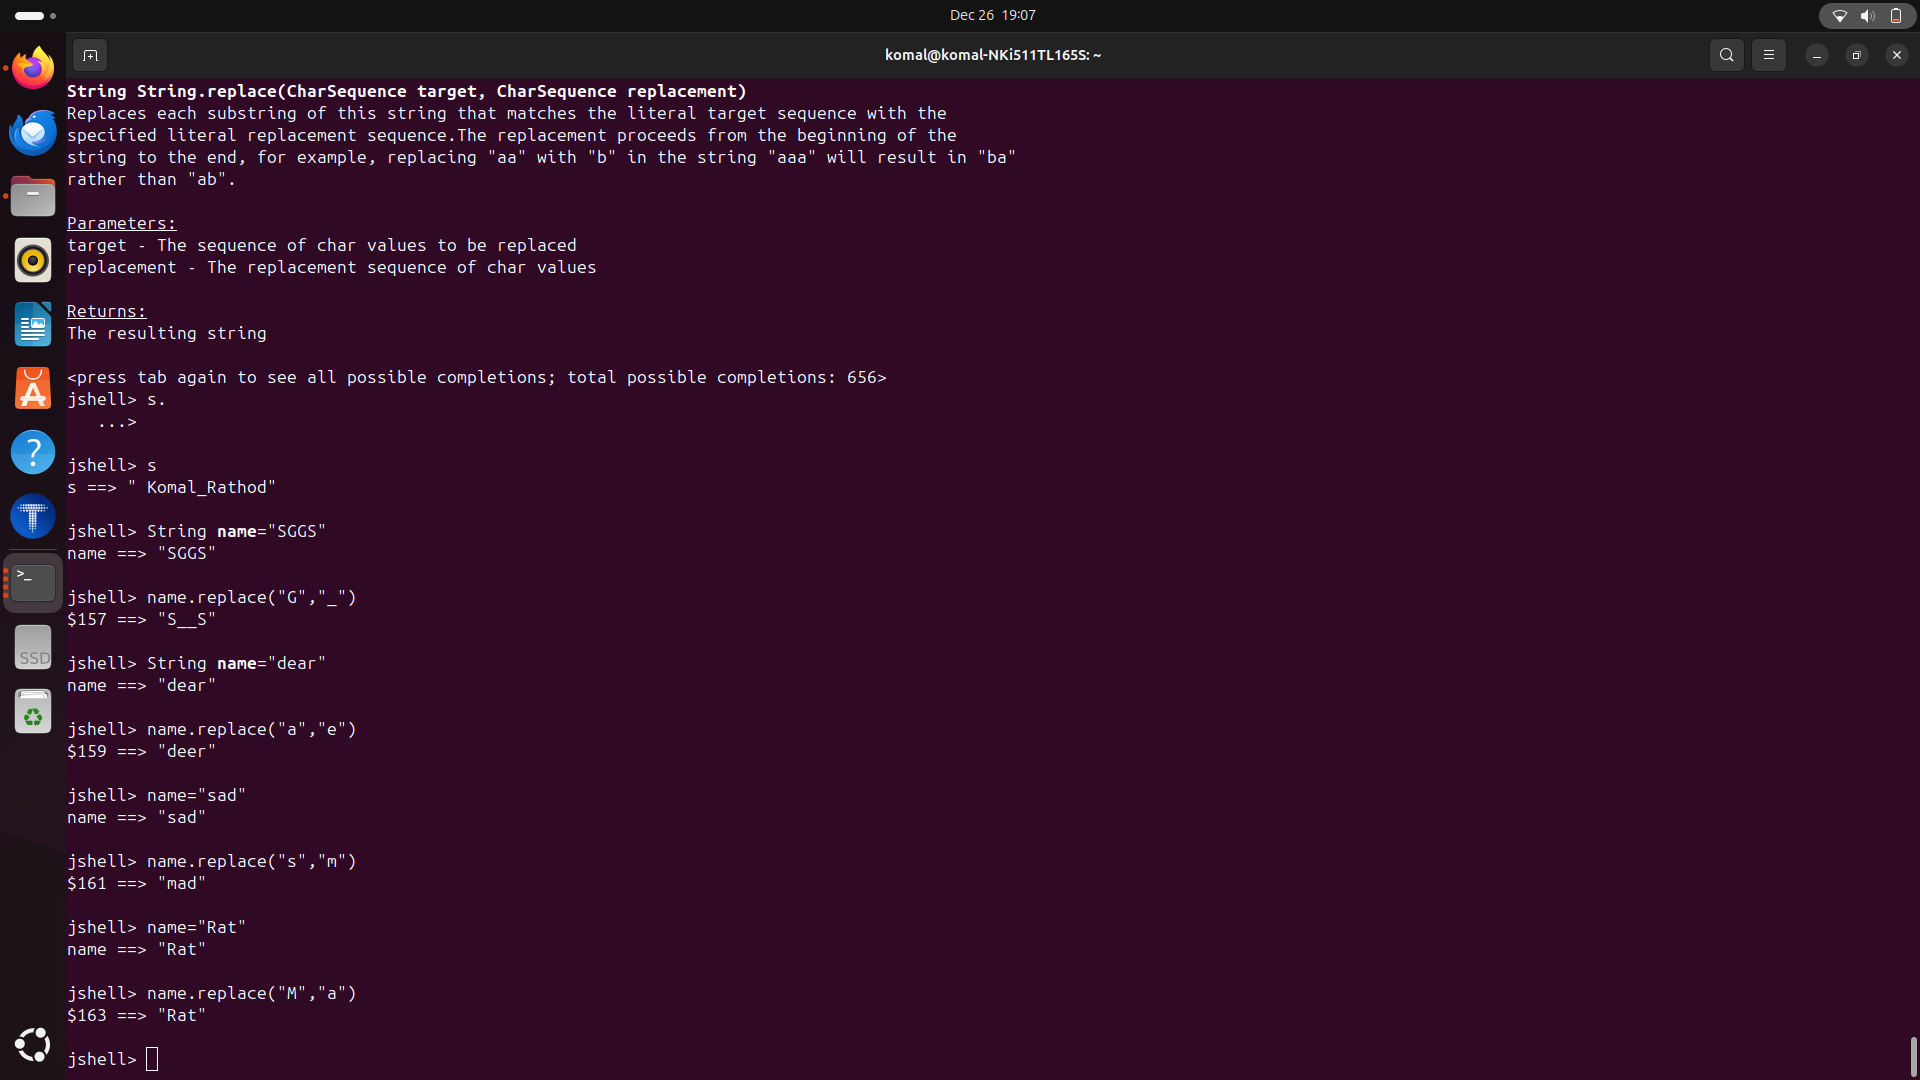 Dec 26 19:07
komal@komal-NKi511TL165S: ~
String String.replace(CharSequence target, CharSequence replacement)
Replaces each substring of this string that matches the literal target sequence with the
specified literal replacement sequence.The replacement proceeds from the beginning of the
string to the end, for example, replacing "aa" with "b" in the string "aaa" will result in "ba"
rather than "ab".
Parameters:
target - The sequence of char values to be replaced
replacement - The replacement sequence of char values
Returns:
The resulting string
<press tab again to see all possible completions; total possible completions: 656>
jshell> s.
   ...>
jshell> s
s ==> " Komal_Rathod"
jshell> String name="SGGS"
name ==> "SGGS"
jshell> name.replace("G","_")
$157 ==> "S__S"
jshell> String name="dear"
name ==> "dear"
jshell> name.replace("a","e")
$159 ==> "deer"
jshell> name="sad"
name ==> "sad"
jshell> name.replace("s","m")
$161 ==> "mad"
jshell> name="Rat"
name ==> "Rat"
jshell> name.replace("M","a")
$163 ==> "Rat"
jshell>
SSD